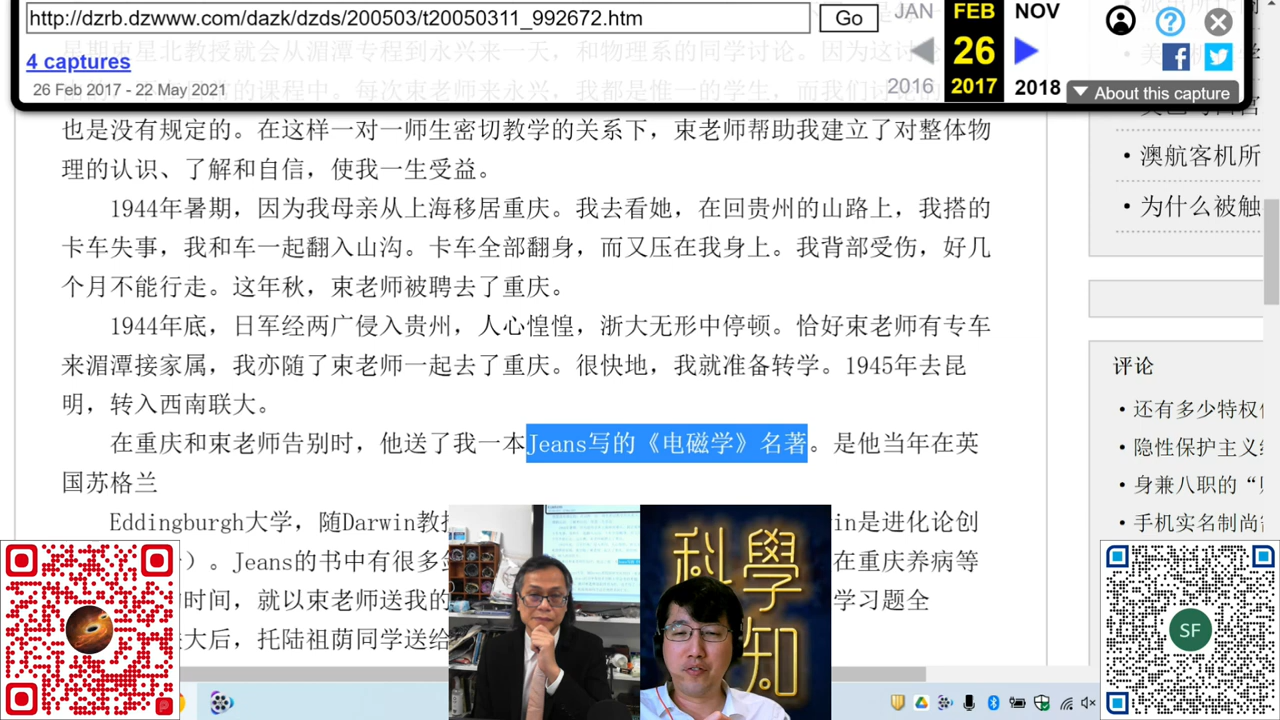 http://dzrb.dzwww.com/dazl/dzds/200503/t20050311_992672.htm
Go
JAN FEB NOV
26
2016 2017 2018
4 captures
26 Feb 2017 - 22 May 2021
About this capture
也是没有规定的。在这样一对一师生密切教学的关系下，束老师帮助我建立了对整体物
理的认识、了解和自信，使我一生受益。
1944年暑期，因为我母亲从上海移居重庆。我去看她，在回贵州的山路上，我搭的
卡车失事，我和车一起翻入山沟。卡车全部翻身，而又压在我身上。我背部受伤，好几
个月不能行走。这年秋，束老师被聘去了重庆。
1944年底，日军经两广侵入贵州，人心惶惶，浙大无形中停顿。恰好束老师有专车
来湄潭接家属，我亦随了束老师一起去了重庆。很快地，我就准备转学。1945年去昆
明，转入西南联大。
在重庆和束老师告别时，他送了我一本Jeans写的《电磁学》名著。是他当年在英
国苏格兰
Eddingburgh大学，随Darwin教
in是进化论创
）。Jeans的书中有很多
在重庆养病等
时间，就以束老师送我的
学习题全
大后，托陆祖荫同学送给
澳航客机所
为什么被触
评论
还有多少特权
隐性保护主义
身兼八职的“
手机实名制尚
科學
知
SF